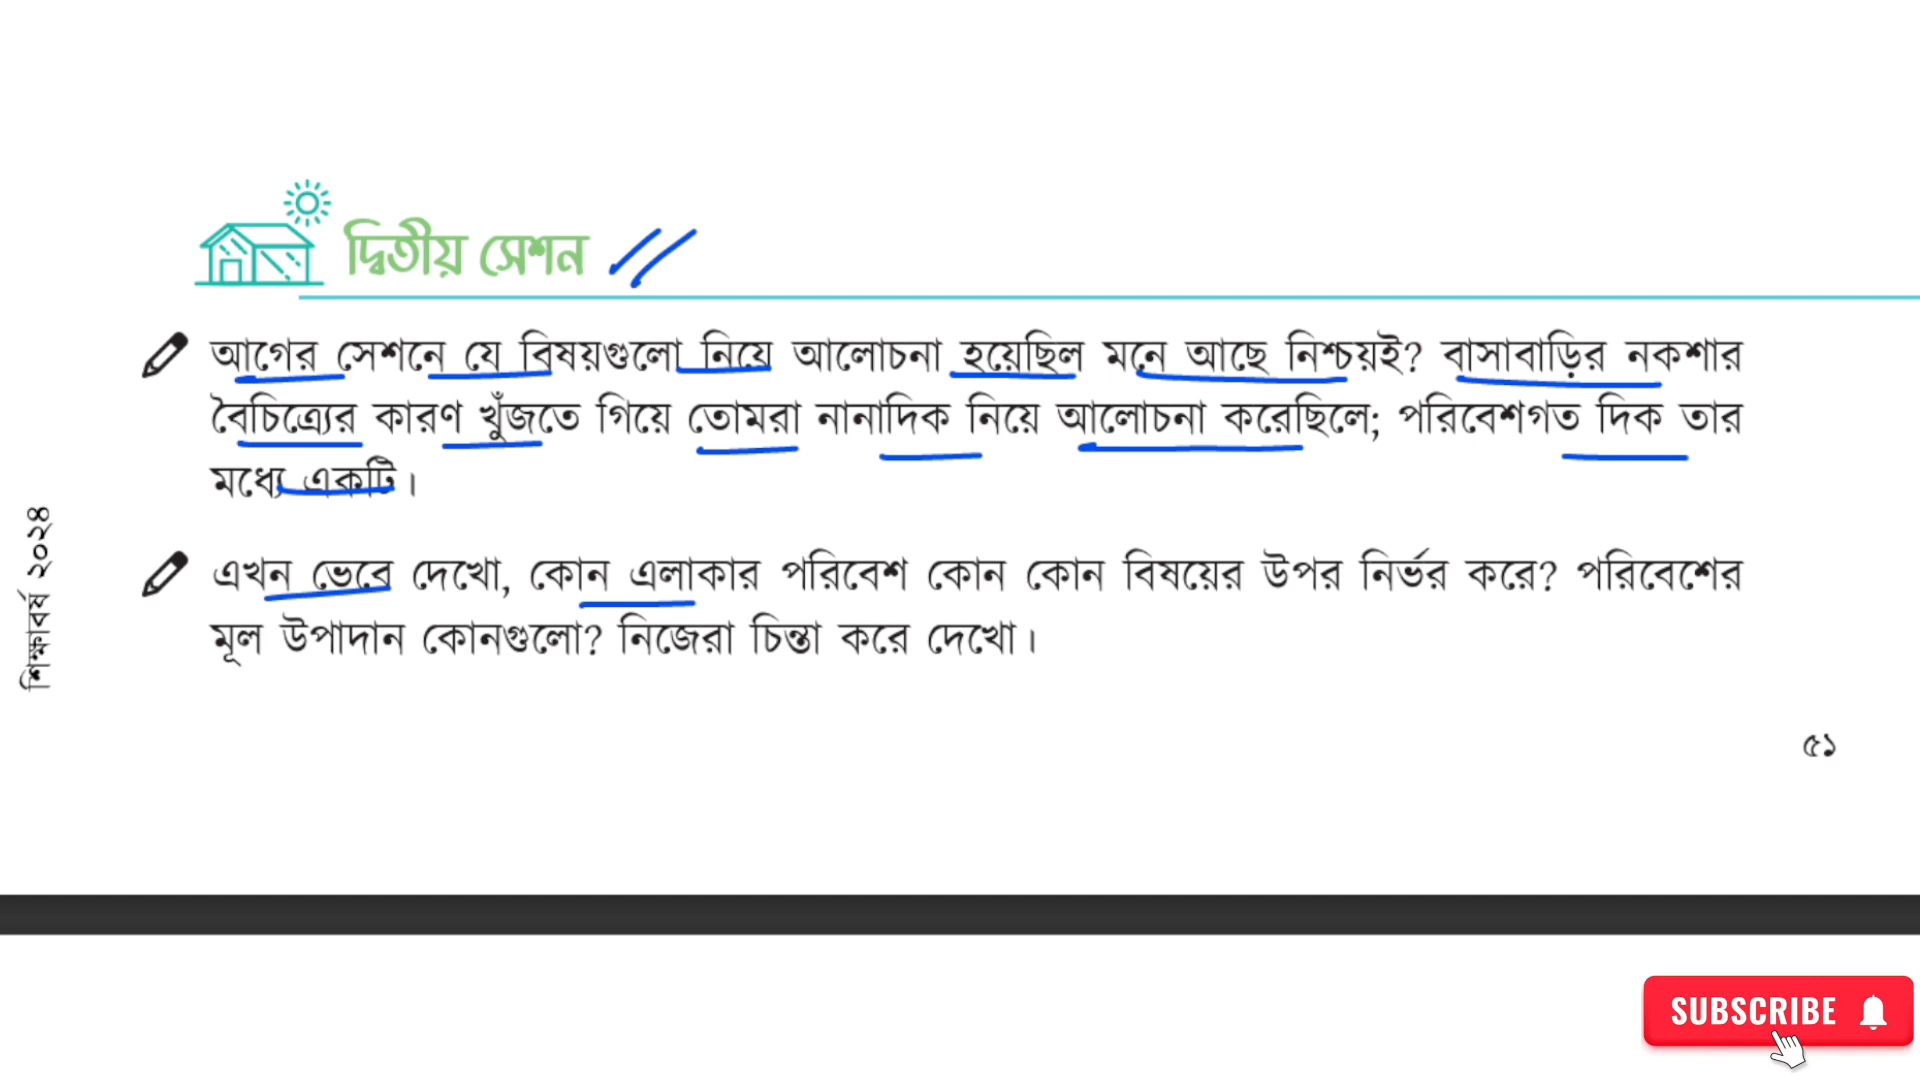 দ্বিতীয় সেশন
আগের সেশনে যে বিষয়গুলো নিয়ে আলোচনা হয়েছিল মনে আছে নিশ্চয়ই? বাসাবাড়ির নকশার
বৈচিত্র্যের কারণ খুঁজতে গিয়ে তোমরা নানাদিক নিয়ে আলোচনা করেছিলে; পরিবেশগত দিক তার
মধ্যে একটি।
এখন ভেবে দেখো, কোন এলাকার পরিবেশ কোন কোন বিষয়ের উপর নির্ভর করে? পরিবেশের
মূল উপাদান কোনগুলো? নিজেরা চিন্তা করে দেখো।
শিক্ষাবর্ষ ২০২৪
৫১
SUBSCRIBE